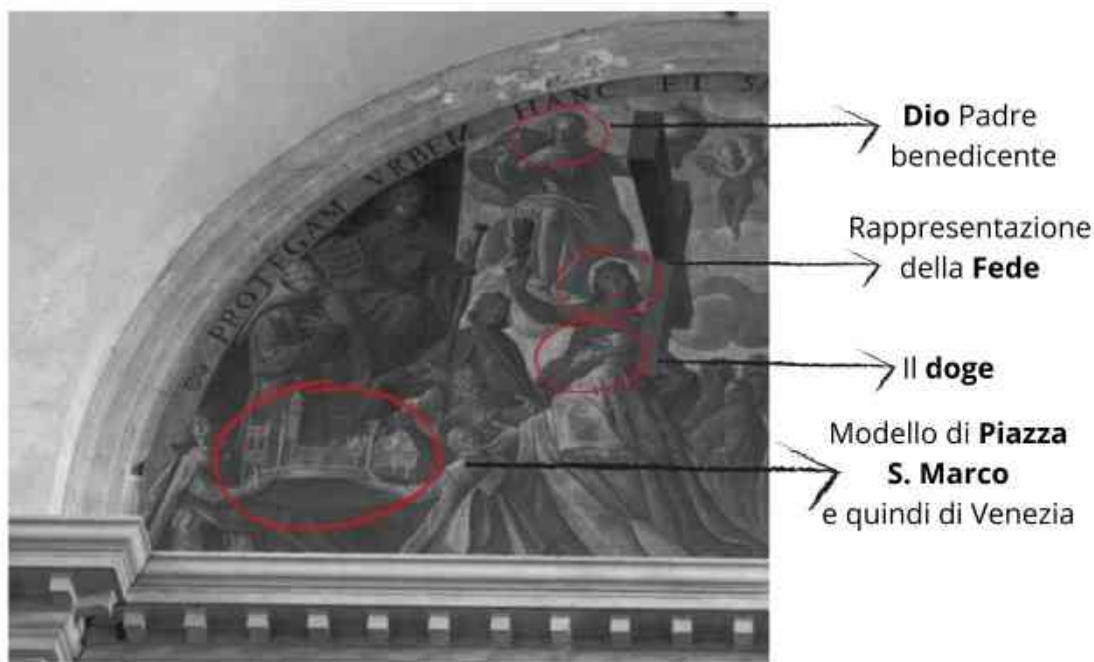 PROTEGAM VRBEM HANC ET S
Dio Padre
benedicente
Rappresentazione
della Fede
Il doge
Modello di Piazza
S. Marco
e quindi di Venezia